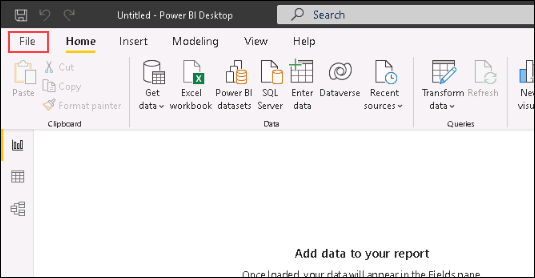 Untitled - Power BI Desktop
Search
File Home Insert Modeling View Help
Paste
Cut
Copy
Format painter
Clipboard
Get data
Excel workbook
Power BI datasets
SQL Server
Enter data
Dataverse
Recent sources
Data
Transform data
Refresh
Queries
New
Add data to your report
Once loaded, your data will appear in the Fields pane